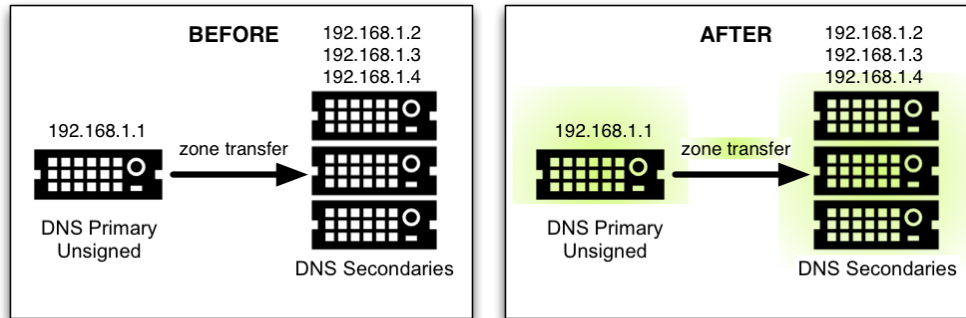 BEFORE
192.168.1.2
192.168.1.3
192.168.1.4
192.168.1.1
zone transfer
DNS Primary
Unsigned
DNS Secondaries
AFTER
192.168.1.2
192.168.1.3
192.168.1.4
192.168.1.1
zone transfer
DNS Primary
Unsigned
DNS Secondaries